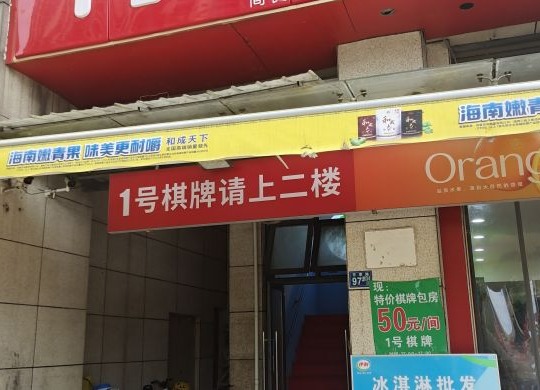 海南嫩青果 味美更耐嚼 和成天下
海南嫩青果
1号棋牌请上二楼
Orang
97
现:
特价棋牌包房
50元/间
1号棋牌
伊利
冰淇淋批发